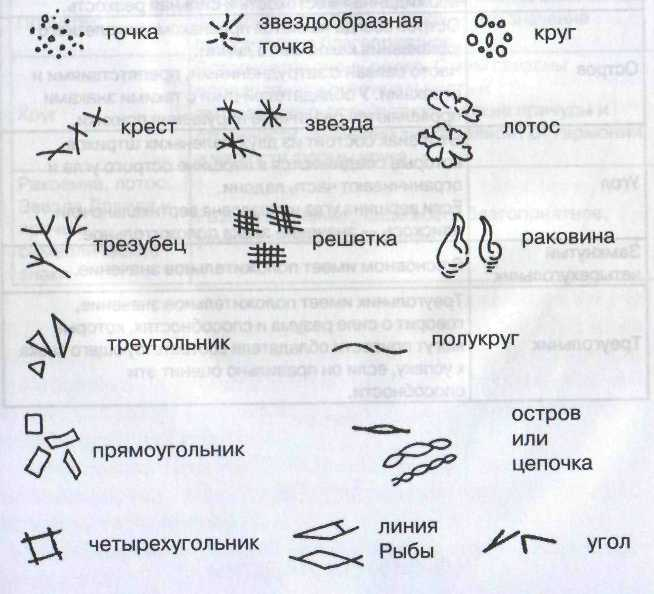 точка
звездообразная
точка
круг
крест
звезда
лотос
трезубец
решетка
раковина
треугольник
полукруг
прямоугольник
остров
или
цепочка
четырехугольник
линия
Рыбы
угол